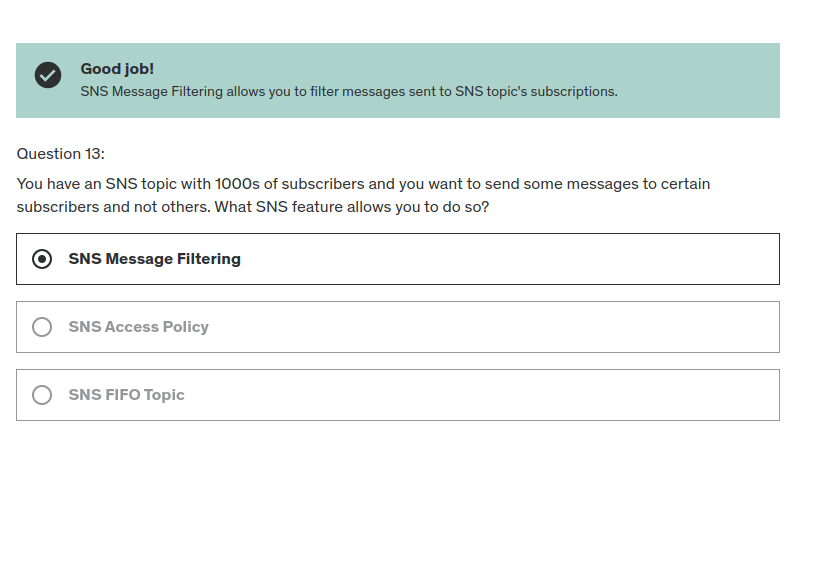 Good job!
SNS Message Filtering allows you to filter messages sent to SNS topic's subscriptions.
Question 13:
You have an SNS topic with 1000s of subscribers and you want to send some messages to certain
subscribers and not others. What SNS feature allows you to do so?
SNS Message Filtering
SNS Access Policy
SNS FIFO Topic